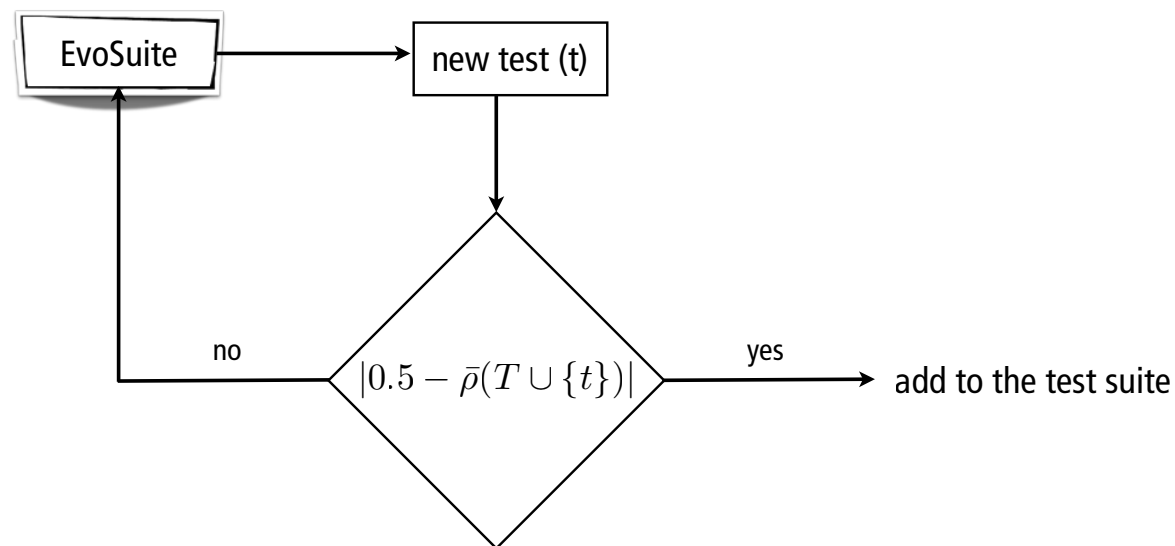 EvoSuite
new test (t)
no
|0.5 − ρ̄(T ∪ {t})|
yes
add to the test suite